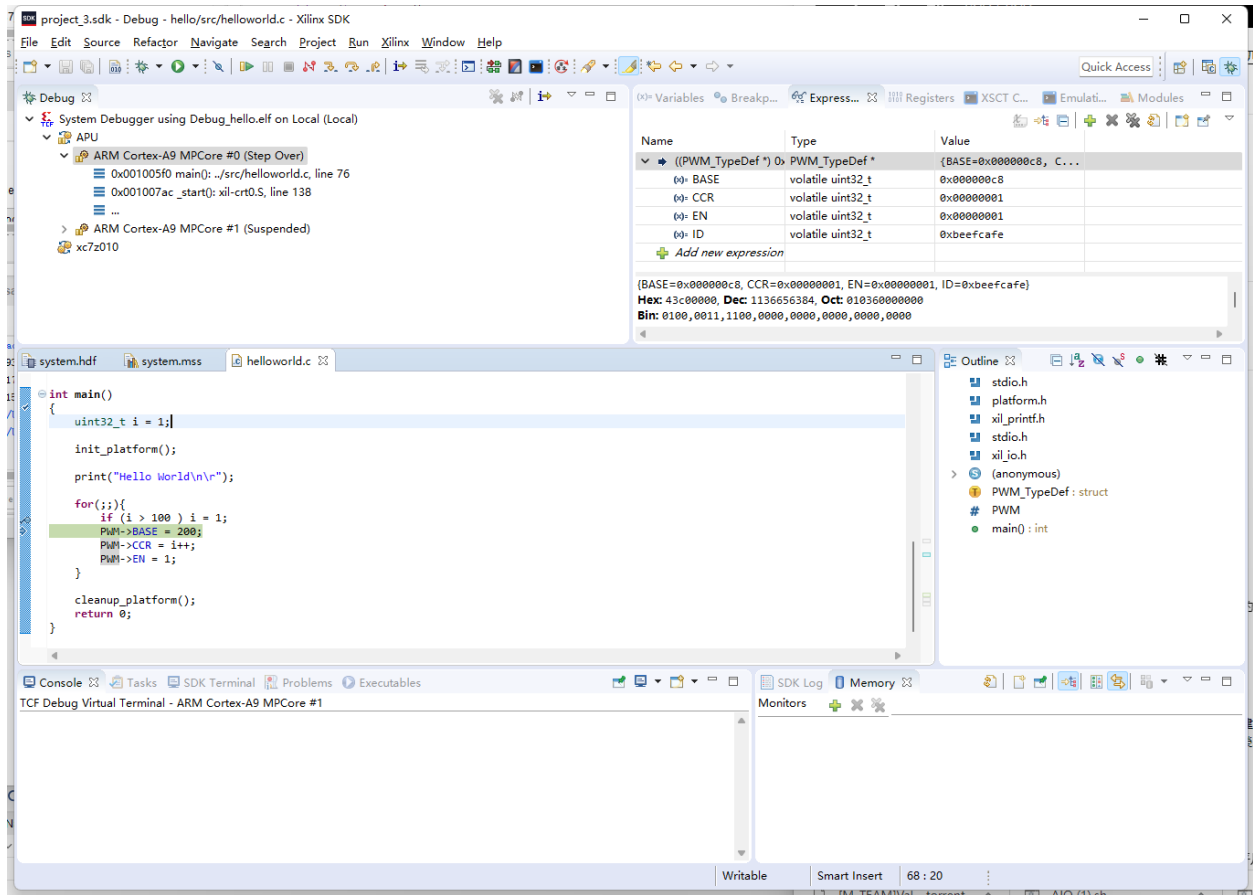 project_3.sdk - Debug - hello/src/helloworld.c - Xilinx SDK
File Edit Source Refactor Navigate Search Project Run Xilinx Window Help
Quick Access
Debug
System Debugger using Debug_hello.elf on Local (Local)
APU
ARM Cortex-A9 MPCore #0 (Step Over)
0x001005f0 main(): ../src/helloworld.c, line 76
0x001007ac _start(): xil-crt0.S, line 138
...
ARM Cortex-A9 MPCore #1 (Suspended)
xc7z010
Variables Breakp... Express... Registers XSCT C... Emulati... Modules
Name Type Value
((PWM_TypeDef *) 0x PWM_TypeDef * {BASE=0x000000c8, C...
BASE volatile uint32_t 0x000000c8
CCR volatile uint32_t 0x00000001
EN volatile uint32_t 0x00000001
ID volatile uint32_t 0xbeefcafe
Add new expression
{BASE=0x000000c8, CCR=0x00000001, EN=0x00000001, ID=0xbeefcafe}
Hex: 43c00000, Dec: 1136656384, Oct: 010360000000
Bin: 0100,0011,1100,0000,0000,0000,0000,0000
system.hdf system.mss helloworld.c
int main()
{
uint32_t i = 1;
init_platform();
print("Hello World\n\r");
for(;;){
if (i > 100 ) i = 1;
PWM->BASE = 200;
PWM->CCR = i++;
PWM->EN = 1;
}
cleanup_platform();
return 0;
}
Outline
stdio.h
platform.h
xil_printf.h
stdio.h
xil_io.h
(anonymous)
PWM_TypeDef : struct
PWM
main() : int
Console Tasks SDK Terminal Problems Executables
TCF Debug Virtual Terminal - ARM Cortex-A9 MPCore #1
SDK Log Memory
Monitors
Writable Smart Insert 68 : 20